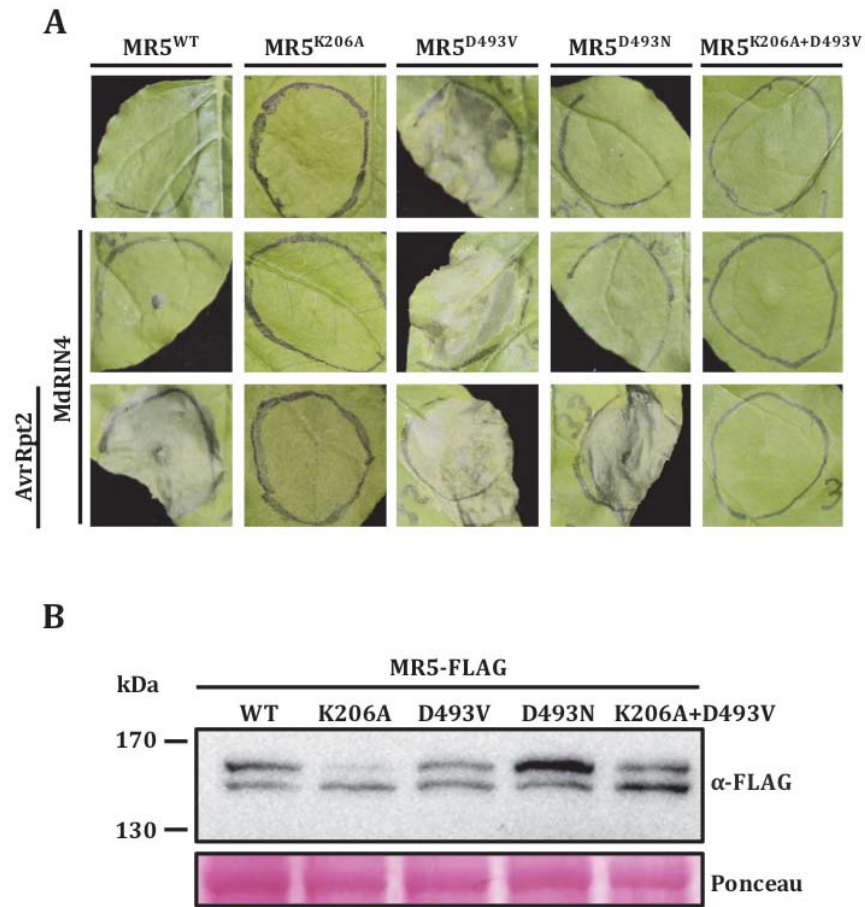 A
MR5WT MR5K206A MR5D493V MR5D493N MR5K206A+D493V
MdRIN4
AvrRpt2
3
B
MR5-FLAG
kDa
WT K206A D493V D493N K206A+D493V
170
α-FLAG
130
Ponceau